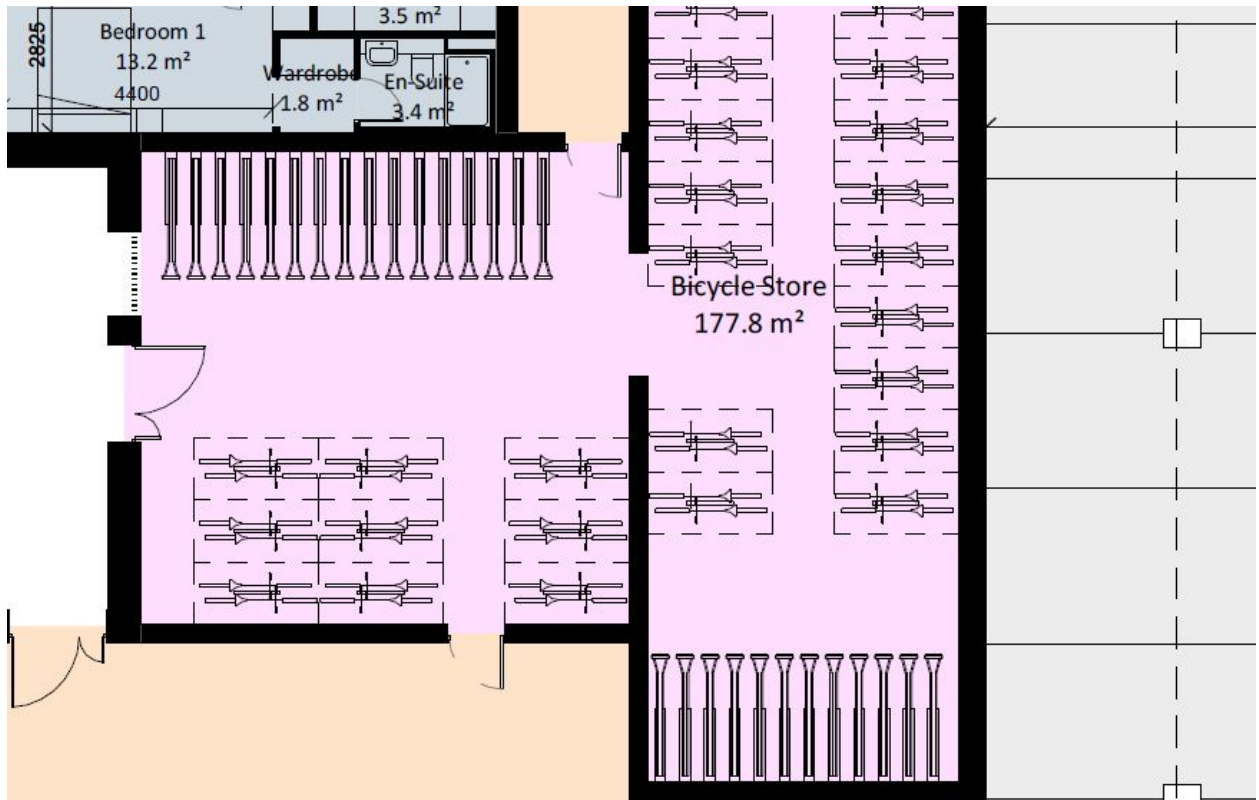 3.5 m²
2825
Bedroom 1
13.2 m²
4400
Wardrobe
1.8 m²
En-Suite
3.4 m²
Bicycle Store
177.8 m²